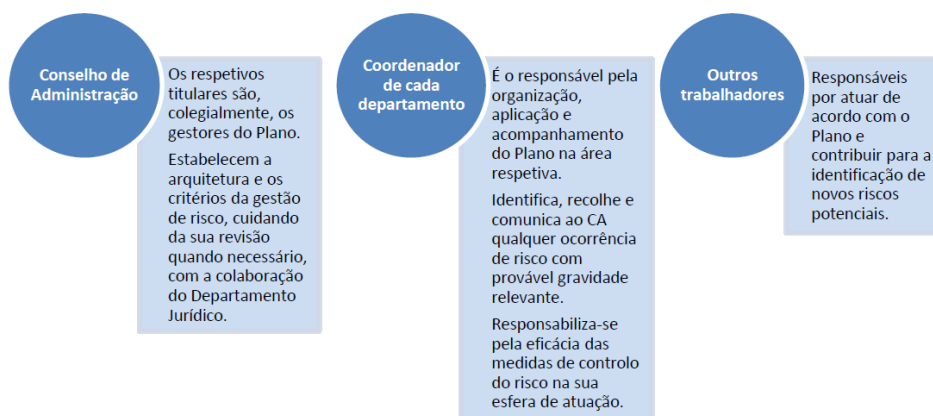 Conselho de
Administração
Os respetivos
titulares são,
colegialmente, os
gestores do Plano.
Estabelecem a
arquitetura e os
critérios da gestão
de risco, cuidando
da sua revisão
quando necessário,
com a colaboração
do Departamento
Jurídico.
Coordenador
de cada
departamento
É o responsável pela
organização,
aplicação e
acompanhamento
do Plano na área
respetiva.
Identifica, recolhe e
comunica ao CA
qualquer ocorrência
de risco com
provável gravidade
relevante.
Responsabiliza-se
pela eficácia das
medidas de controlo
do risco na sua
esfera de atuação.
Outros
trabalhadores
Responsáveis
por atuar de
acordo com o
Plano e
contribuir para a
identificação de
novos riscos
potenciais.